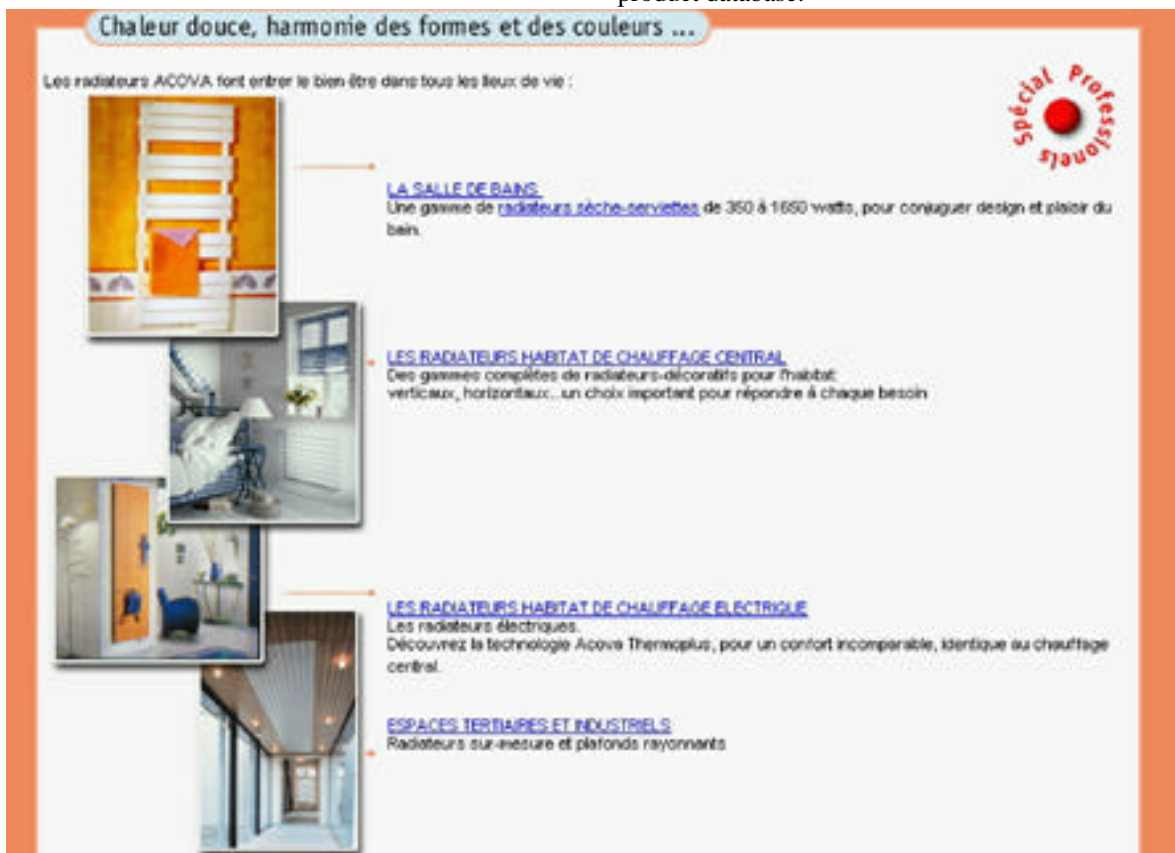 product database.
Chaleur douce, harmonie des formes et des couleurs ...
Les radiateurs ACOVA font entrer le bien être dans tous les lieux de vie :
Spécial Professionels
LA SALLE DE BAINS
Une gamme de radiateurs sèche-serviettes de 350 à 1650 watts, pour conjuguer design et plaisir du
bain.
LES RADIATEURS HABITAT DE CHAUFFAGE CENTRAL
Des gammes complètes de radiateurs-décoratifs pour l'habitat:
verticaux, horizontaux...un choix important pour répondre à chaque besoin
LES RADIATEURS HABITAT DE CHAUFFAGE ELECTRIQUE
Les radiateurs électriques.
Découvrez la technologie Acova Thermoplus, pour un confort incomparable, identique au chauffage
central.
ESPACES TERTIAIRES ET INDUSTRIELS
Radiateurs sur-mesure et plafonds rayonnants